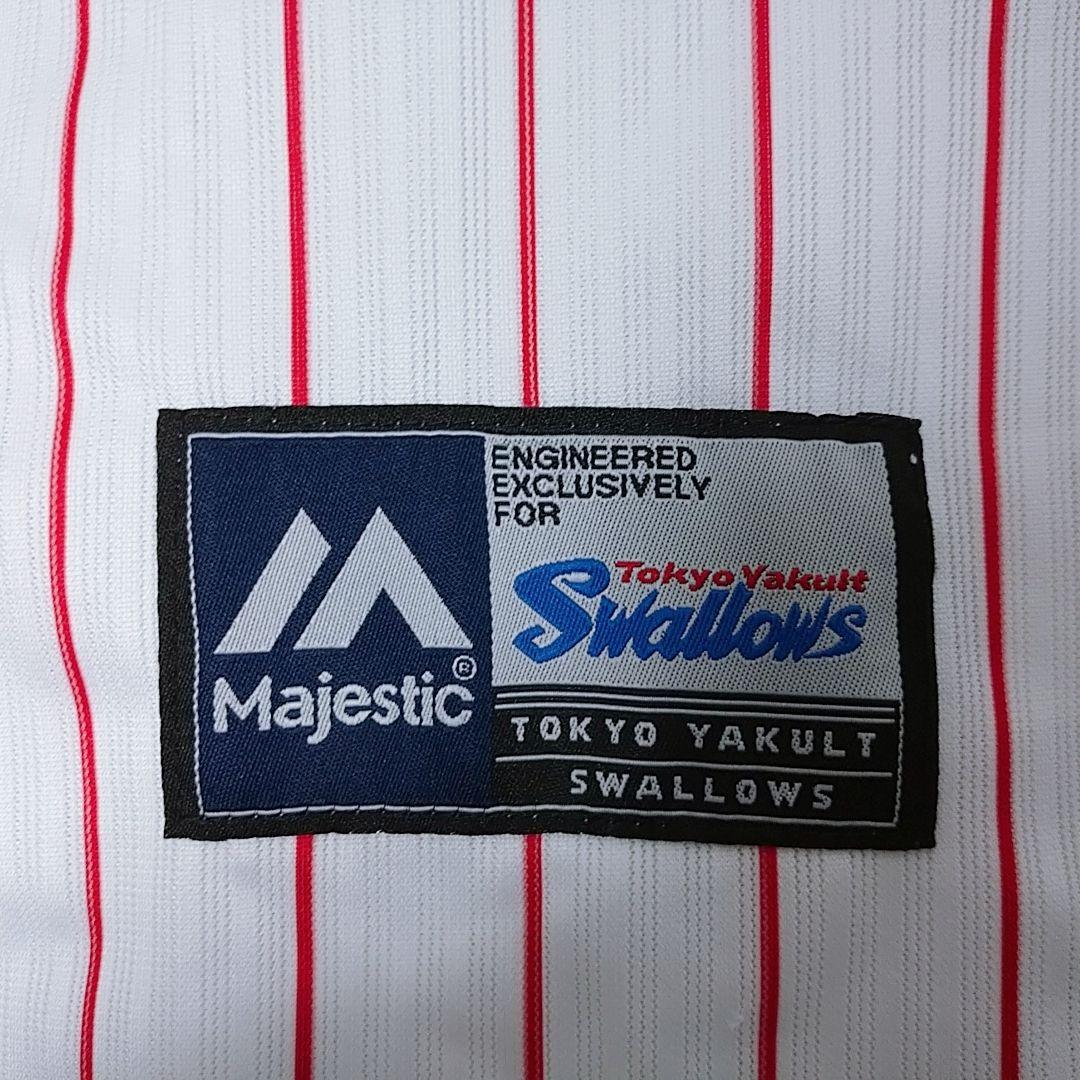 ENGINEERED
EXCLUSIVELY
FOR
Tokyo Yakult
Swallows
Majestic®
TOKYO YAKULT
SWALLOWS